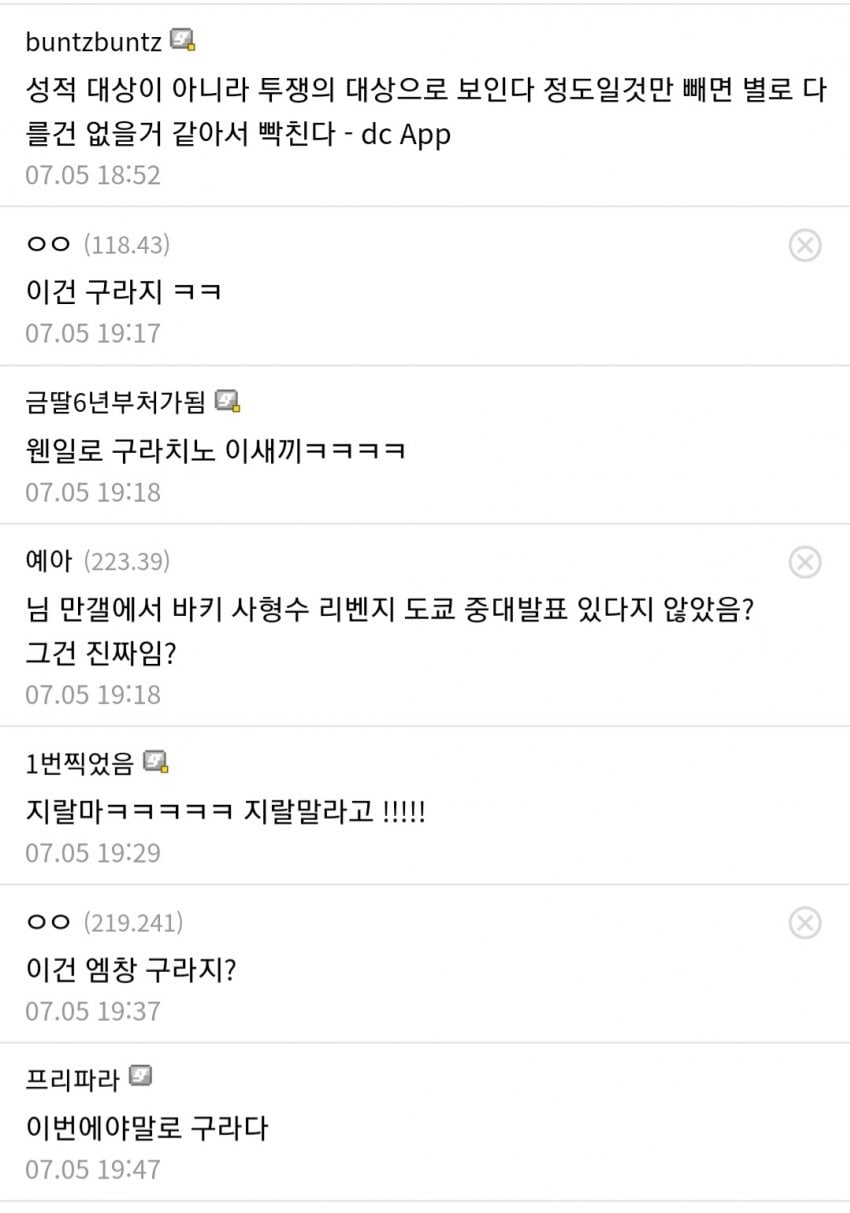 buntzbuntz
성적 대상이 아니라 투쟁의 대상으로 보인다 정도일것만 빼면 별로 다
를건 없을거 같아서 빡친다 - dc App
07.05 18:52
ㅇㅇ (118.43)
이건 구라지 ㅋㅋ
07.05 19:17
금딸6년부처가됨
웬일로 구라치노 이새끼ㅋㅋㅋㅋ
07.05 19:18
예아 (223.39)
님 만갤에서 바키 사형수 리벤지 도쿄 중대발표 있다지 않았음?
그건 진짜임?
07.05 19:18
1번찍었음
지랄마ㅋㅋㅋㅋㅋ 지랄말라고 !!!!!
07.05 19:29
ㅇㅇ (219.241)
이건 엠창 구라지?
07.05 19:37
프리파라
이번에야말로 구라다
07.05 19:47